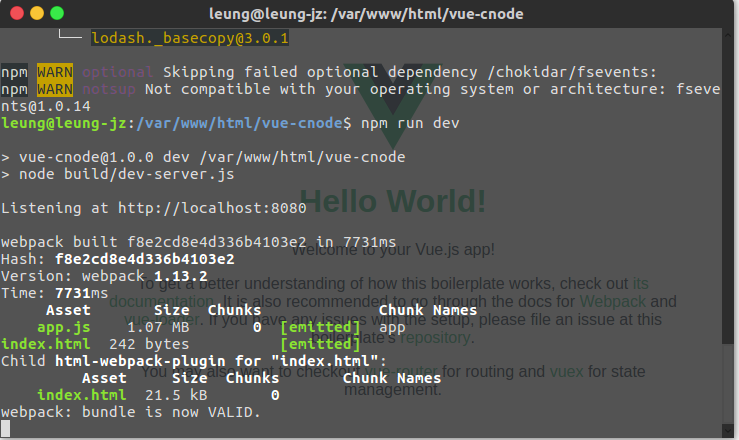 leung@leung-jz: /var/www/html/vue-cnode
└── lodash._basecopy@3.0.1
npm WARN optional Skipping failed optional dependency /chokidar/fsevents:
npm WARN notsup Not compatible with your operating system or architecture: fseve
nts@1.0.14
leung@leung-jz:/var/www/html/vue-cnode$ npm run dev
> vue-cnode@1.0.0 dev /var/www/html/vue-cnode
> node build/dev-server.js
Hello World!
Listening at http://localhost:8080
webpack built f8e2cd8e4d336b4103e2 in 7731ms
Welcome to your Vue.js app!
Hash: f8e2cd8e4d336b4103e2
Version: webpack 1.13.2
To get a better understanding of how this boilerplate works, check out its
Time: 7731ms
documentation. It is also recommended to go through the docs for Webpack and
Asset Size Chunks Chunk Names
vue-loader. If you have any issues with the setup, please file an issue at this
app.js 1.07 MB 0 [emitted] app
boilerplate's repository.
index.html 242 bytes [emitted]
Child html-webpack-plugin for "index.html":
You may also want to checkout vue-router for routing and vuex for state
Asset Size Chunks Chunk Names
management.
index.html 21.5 kB 0
webpack: bundle is now VALID.